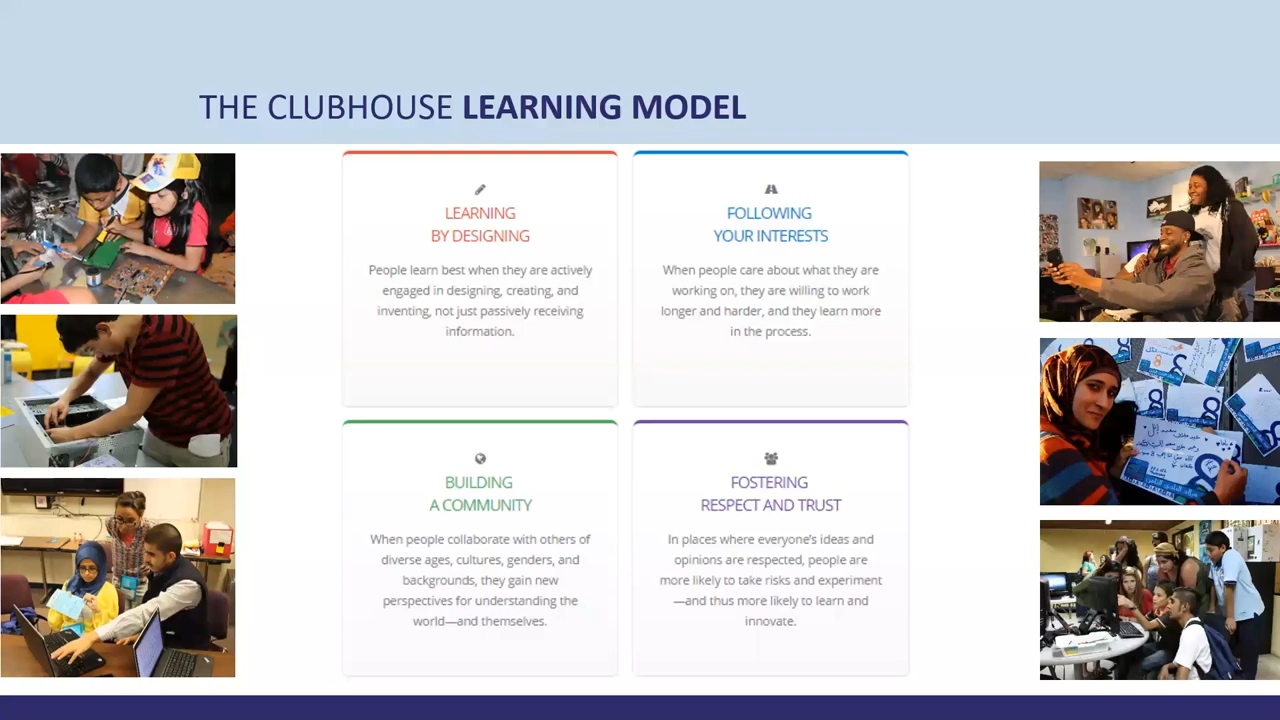 THE CLUBHOUSE LEARNING MODEL
LEARNING
BY DESIGNING
People learn best when they are actively
engaged in designing, creating, and
inventing, not just passively receiving
information.
FOLLOWING
YOUR INTERESTS
When people care about what they are
working on, they are willing to work
longer and harder, and they learn more
in the process.
BUILDING
A COMMUNITY
When people collaborate with others of
diverse ages, cultures, genders, and
backgrounds, they gain new
perspectives for understanding the
world—and themselves.
FOSTERING
RESPECT AND TRUST
In places where everyone's ideas and
opinions are respected, people are
more likely to take risks and experiment
—and thus more likely to learn and
innovate.